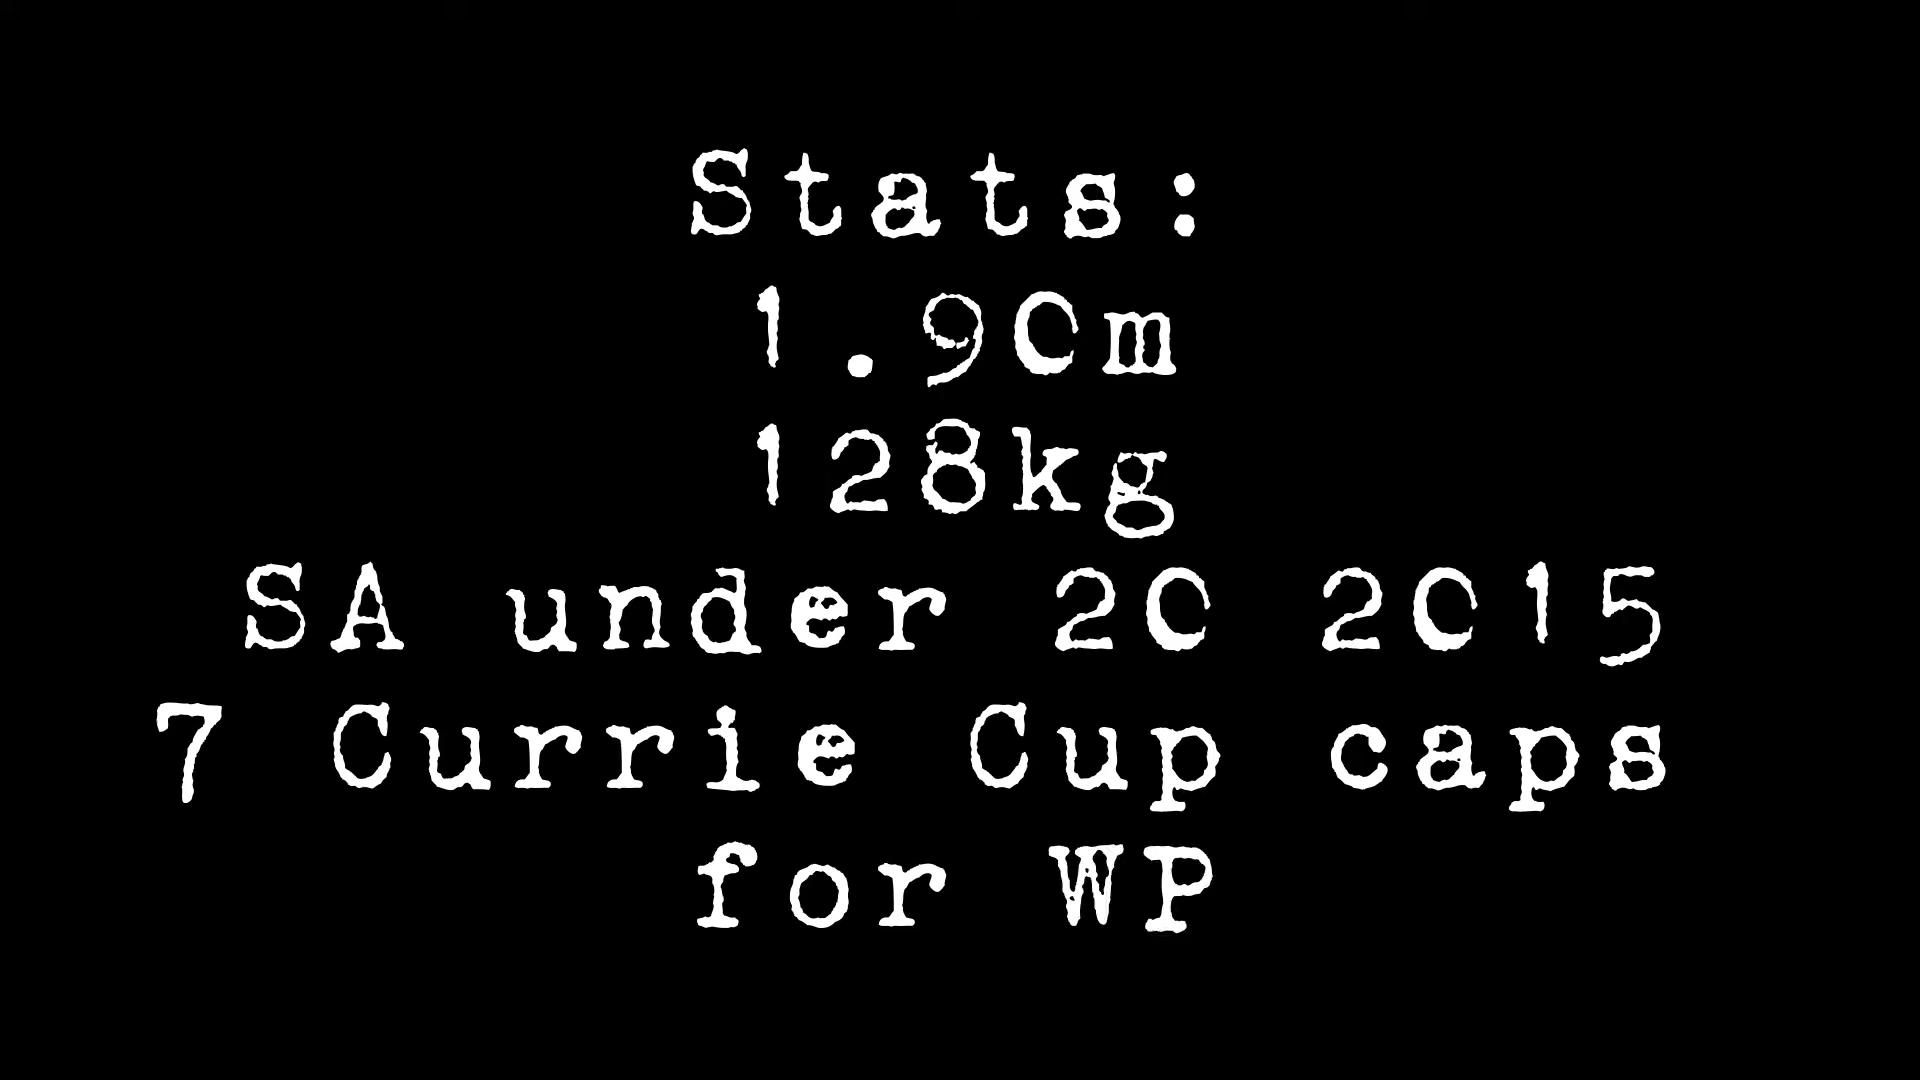 Stats:
1.90m
128kg
SA under 20 2015
7 Currie Cup caps
for WP